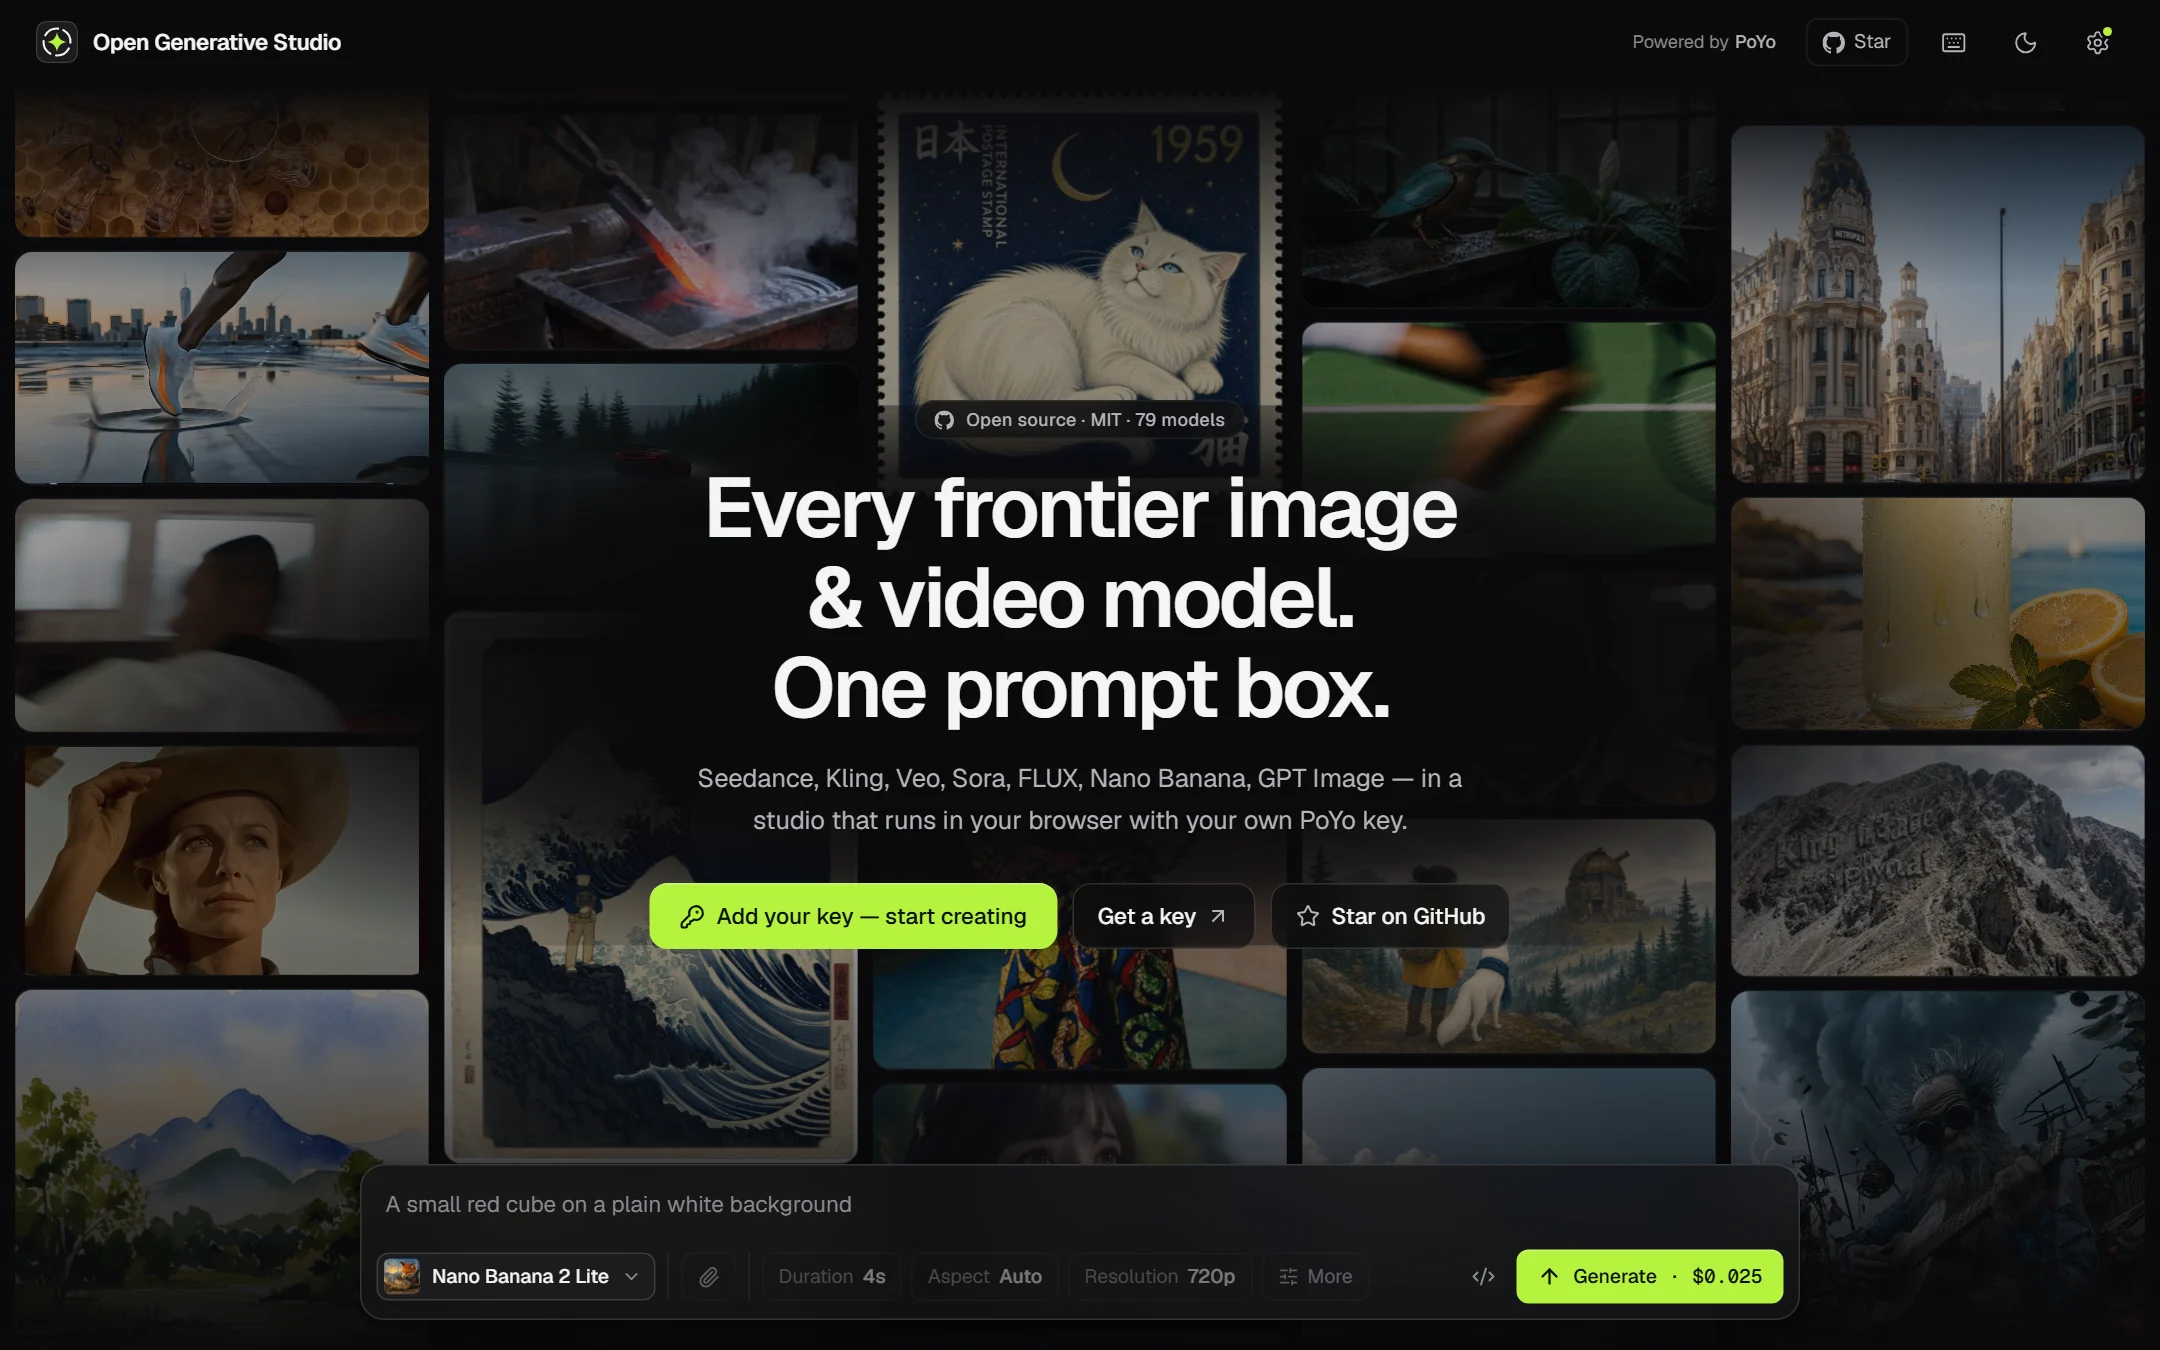 Open Generative Studio
Powered by PoYo
Star
日本
INTERNATIONAL
POSTAGE STAMP
1959
METROPOLIS
猫
Open source · MIT · 79 models
Every frontier image
& video model.
One prompt box.
Seedance, Kling, Veo, Sora, FLUX, Nano Banana, GPT Image — in a
studio that runs in your browser with your own PoYo key.
Add your key — start creating
Get a key
Star on GitHub
A small red cube on a plain white background
Nano Banana 2 Lite
Duration 4s
Aspect Auto
Resolution 720p
More
Generate · $0.025